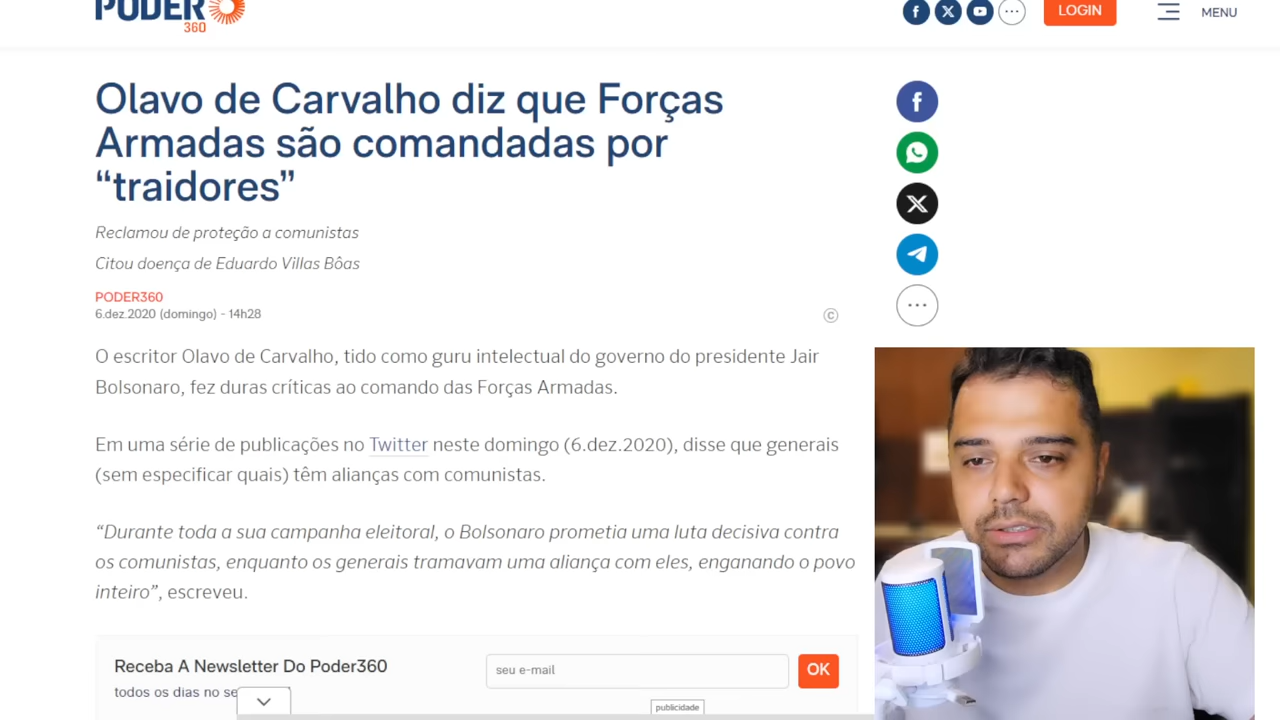 PODER
360
LOGIN
MENU
Olavo de Carvalho diz que Forças
Armadas são comandadas por
“traidores”
Reclamou de proteção a comunistas
Citou doença de Eduardo Villas Bôas
PODER360
6.dez.2020 (domingo) - 14h28
O escritor Olavo de Carvalho, tido como guru intelectual do governo do presidente Jair
Bolsonaro, fez duras críticas ao comando das Forças Armadas.
Em uma série de publicações no Twitter neste domingo (6.dez.2020), disse que generais
(sem especificar quais) têm alianças com comunistas.
“Durante toda a sua campanha eleitoral, o Bolsonaro prometia uma luta decisiva contra
os comunistas, enquanto os generais tramavam uma aliança com eles, enganando o povo
inteiro”, escreveu.
Receba A Newsletter Do Poder360
seu e-mail
OK
todos os dias no se
publicidade